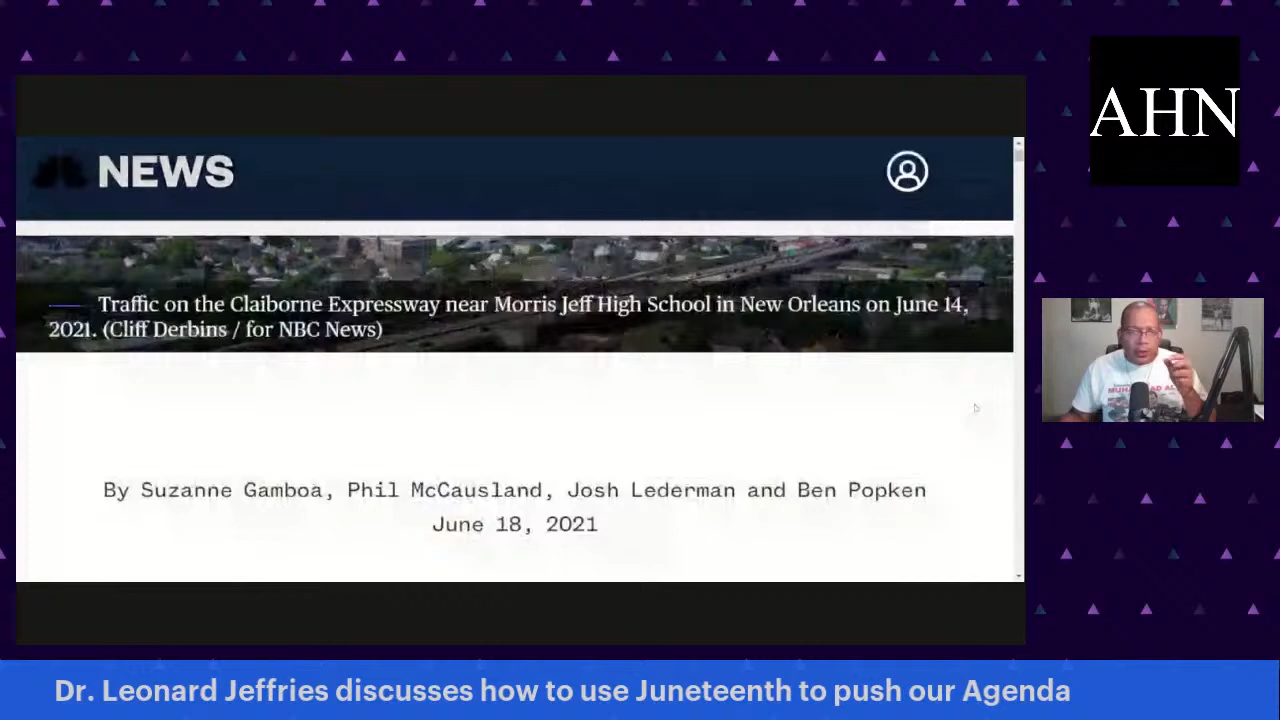 AHN
NEWS
Traffic on the Claiborne Expressway near Morris Jeff High School in New Orleans on June 14,
2021. (Cliff Derbins / for NBC News)
By Suzanne Gamboa, Phil McCausland, Josh Lederman and Ben Popken
June 18, 2021
Dr. Leonard Jeffries discusses how to use Juneteenth to push our Agenda